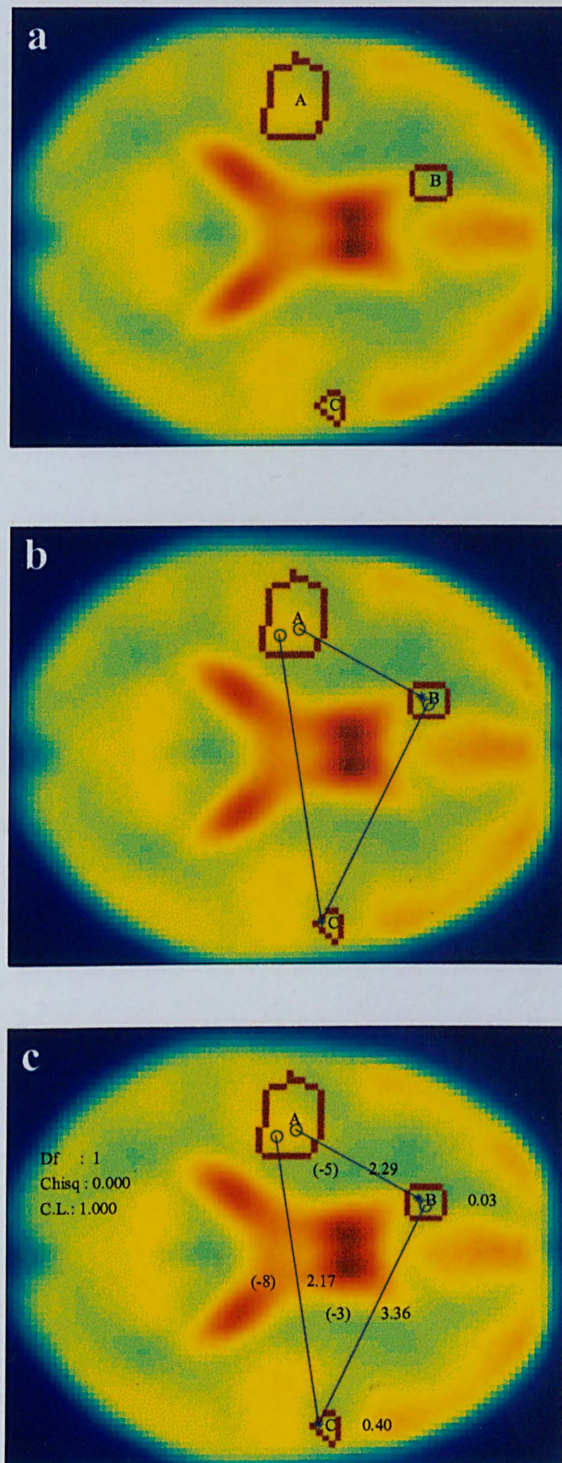 a
A
B
C
b
A
B
C
c
A
Df : 1
(-5) 2.29
Chisq : 0.000
B 0.03
C.L.: 1.000
(-8) 2.17
(-3) 3.36
C 0.40